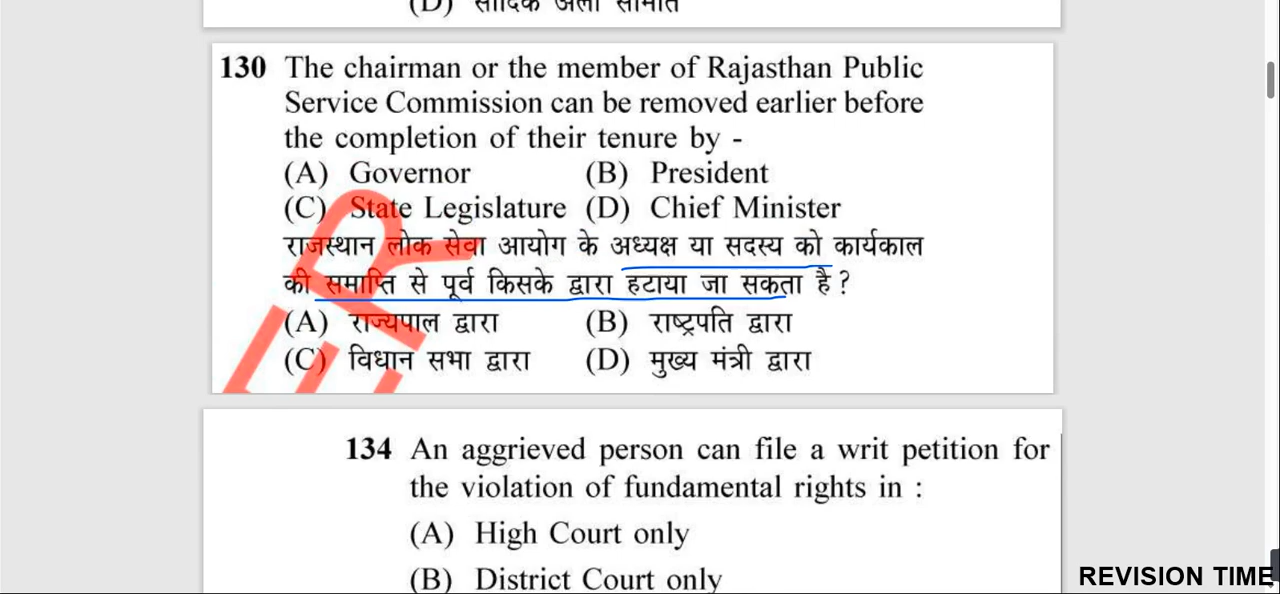 130 The chairman or the member of Rajasthan Public
Service Commission can be removed earlier before
the completion of their tenure by -
(A) Governor (B) President
(C) State Legislature (D) Chief Minister
राजस्थान लोक सेवा आयोग के अध्यक्ष या सदस्य को कार्यकाल
की समाप्ति से पूर्व किसके द्वारा हटाया जा सकता है ?
(A) राज्यपाल द्वारा (B) राष्ट्रपति द्वारा
(C) विधान सभा द्वारा (D) मुख्य मंत्री द्वारा
134 An aggrieved person can file a writ petition for
the violation of fundamental rights in :
(A) High Court only
(B) District Court only
REVISION TIME